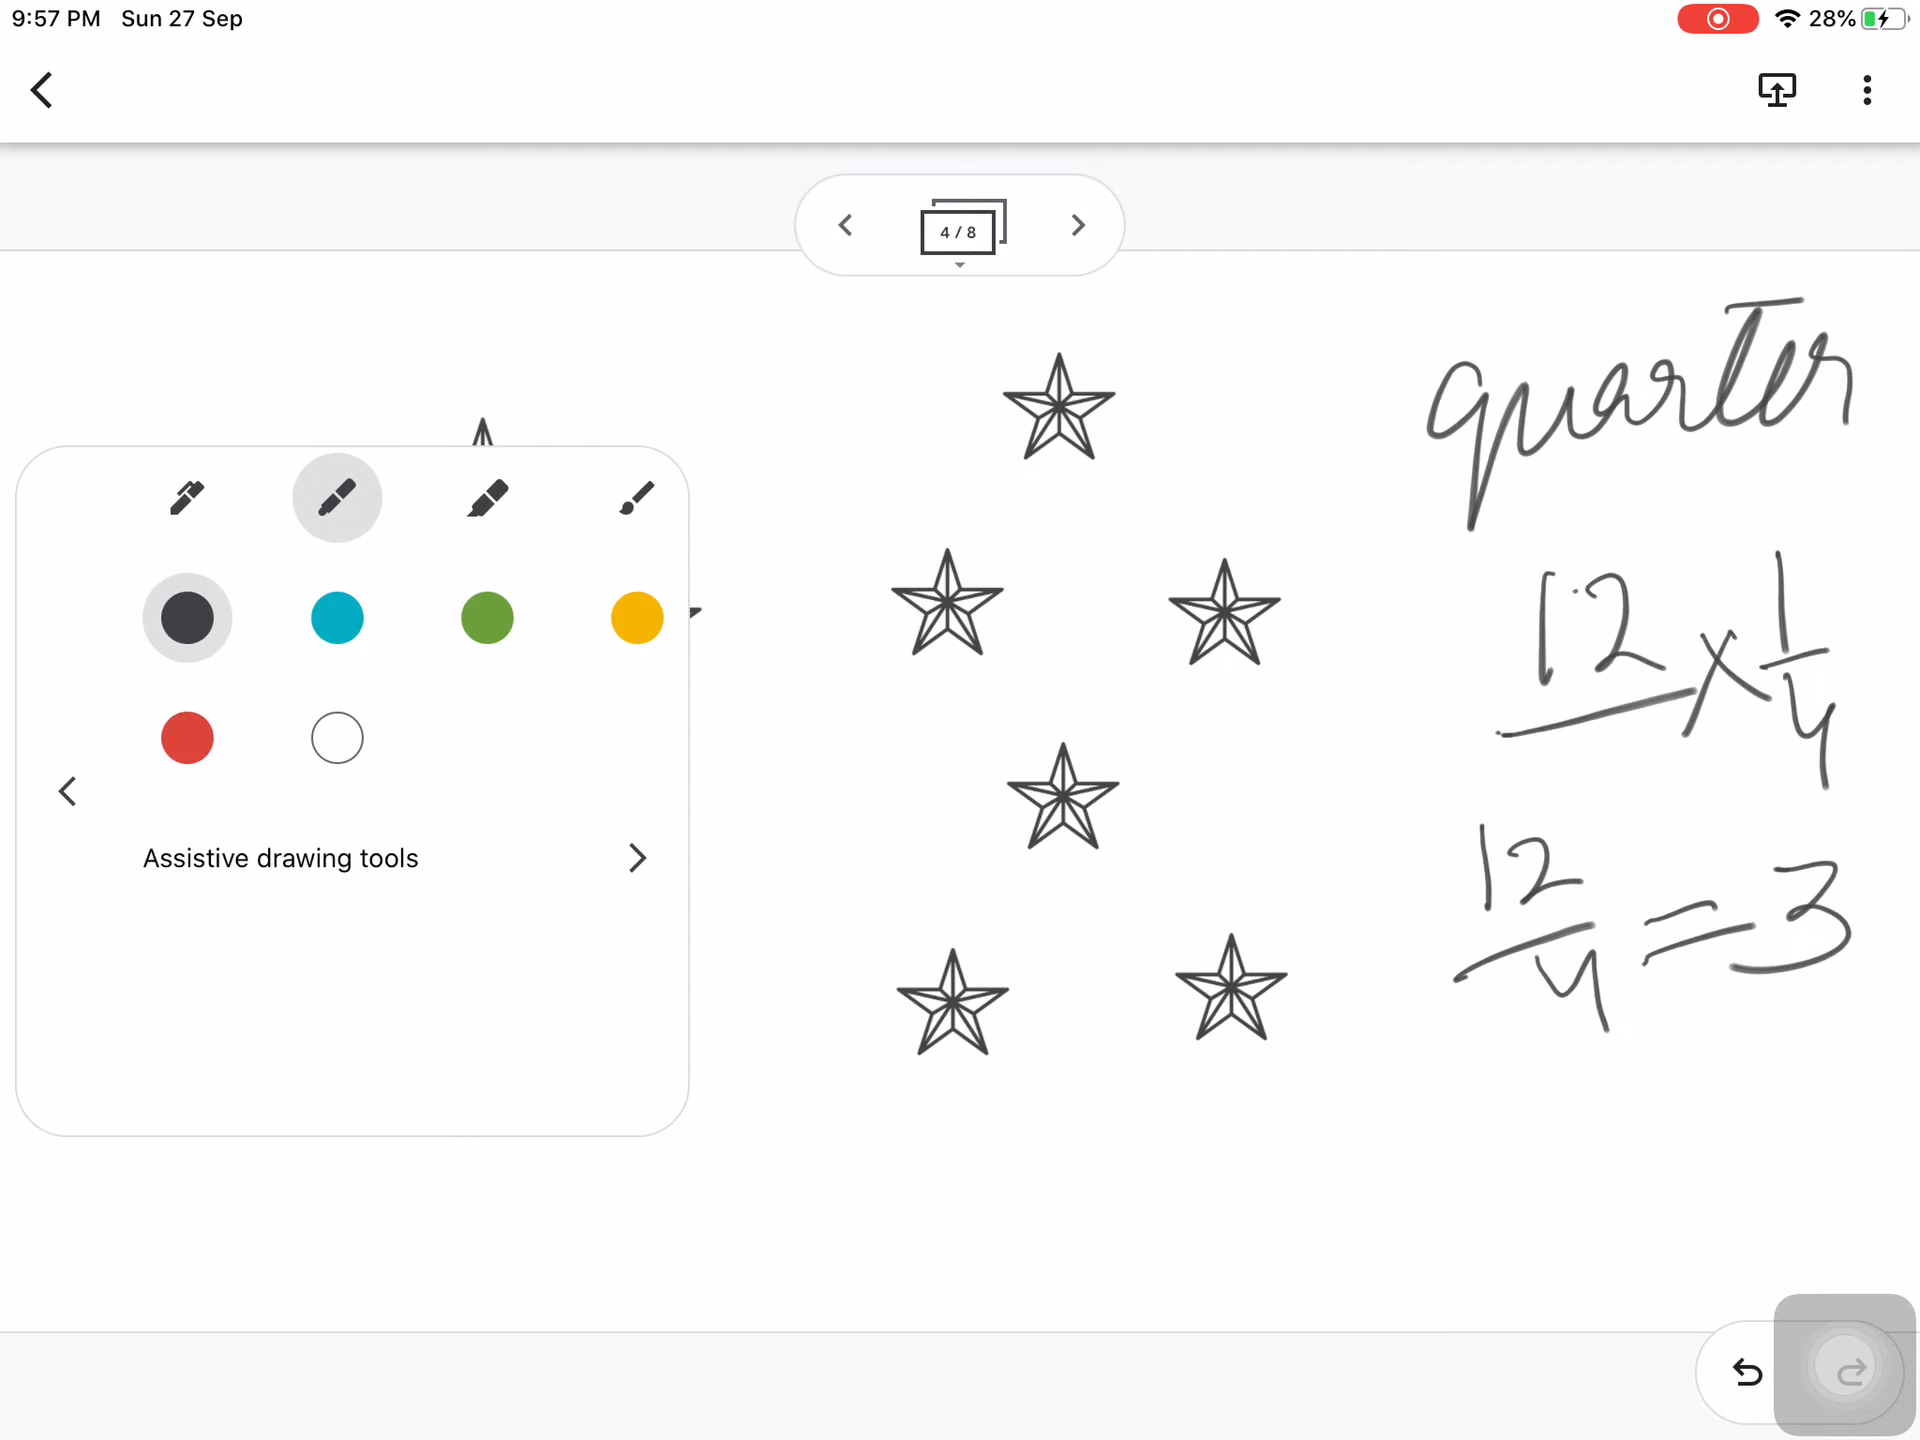 9:57 PM Sun 27 Sep 28%
4 / 8
quarter
12 x 1/4
12/4 = 3
Assistive drawing tools